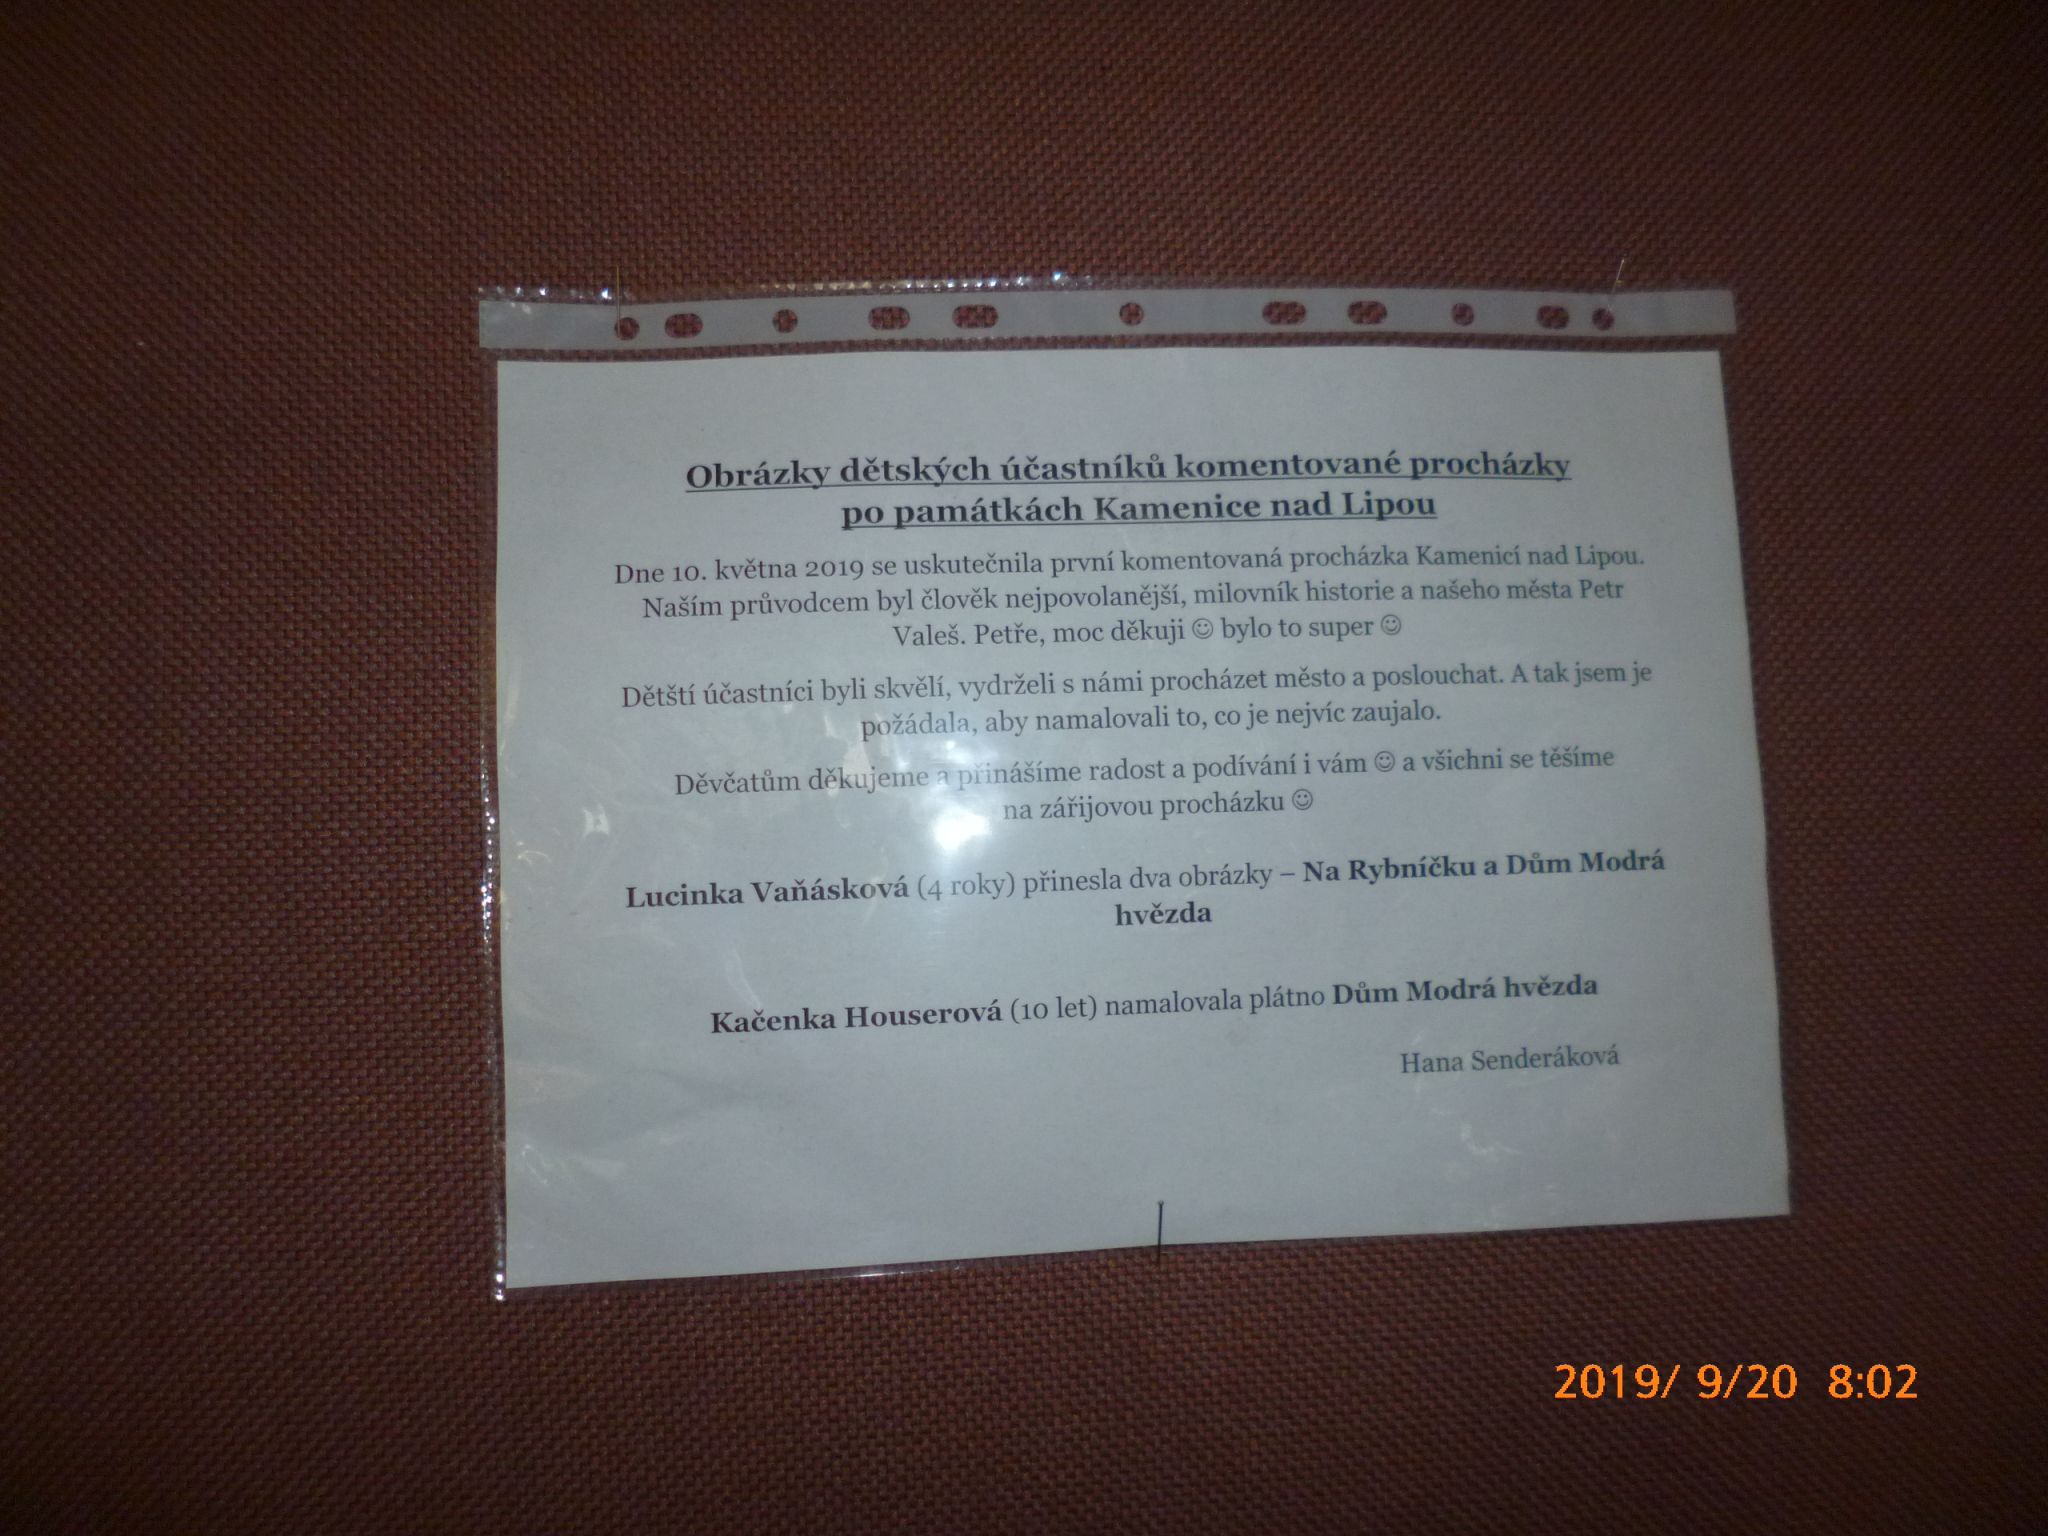 Obrázky dětských účastníků komentované procházky
po památkách Kamenice nad Lipou
Dne 10. května 2019 se uskutečnila první komentovaná procházka Kamenicí nad Lipou.
Naším průvodcem byl člověk nejpovolanější, milovník historie a našeho města Petr
Valeš. Petře, moc děkuji ☺ bylo to super ☺
Dětští účastníci byli skvělí, vydrželi s námi procházet město a poslouchat. A tak jsem je
požádala, aby namalovali to, co je nejvíc zaujalo.
Děvčatům děkujeme a přinášíme radost a podívání i vám ☺ a všichni se těšíme
na zářijovou procházku ☺
Lucinka Vaňásková (4 roky) přinesla dva obrázky – Na Rybníčku a Dům Modrá
hvězda
Kačenka Houserová (10 let) namalovala plátno Dům Modrá hvězda
Hana Senderáková
2019/ 9/20 8:02